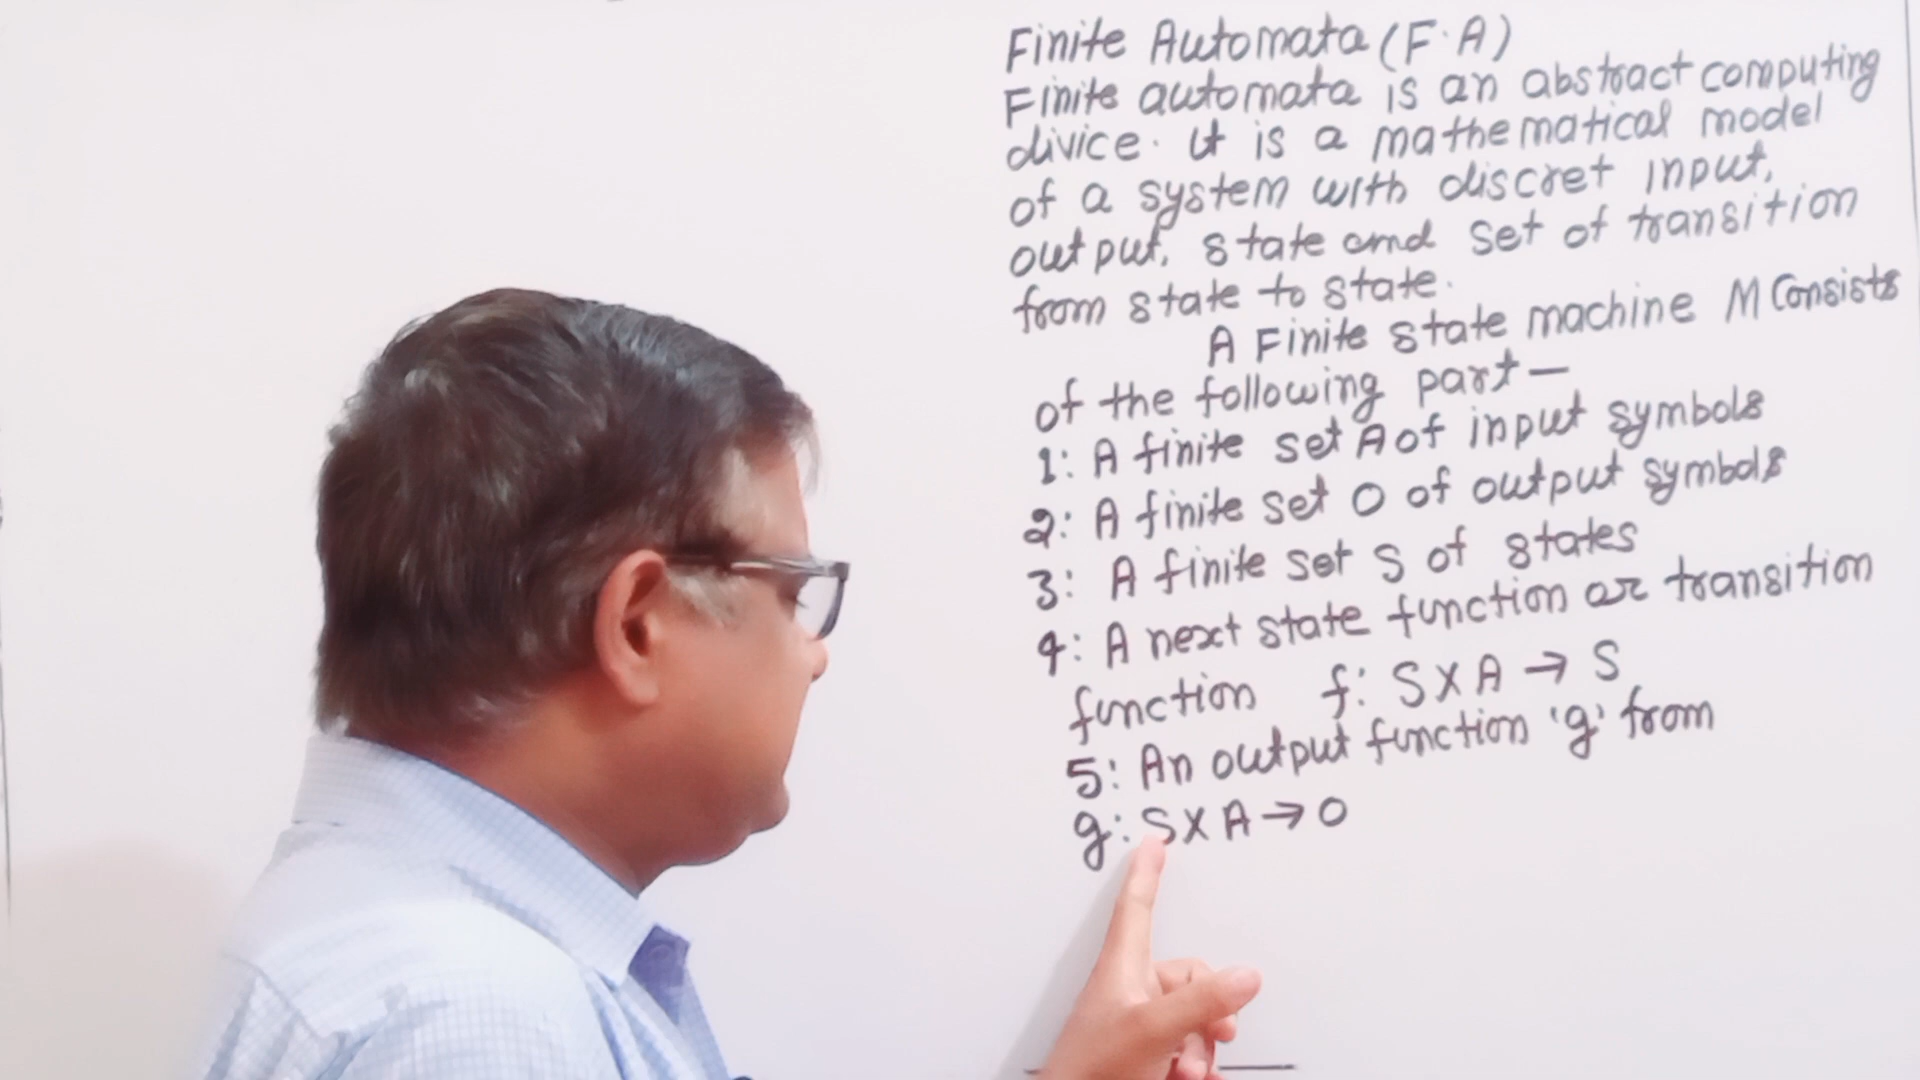 Finite Automata (F.A)
Finite automata is an abstract computing
divice. It is a mathematical model
of a system with discret input,
output, state and set of transition
from state to state.
A Finite state machine M Consists
of the following part—
1: A finite set A of input symbols
2: A finite set O of output symbols
3: A finite set S of states
4: A next state function or transition
function f: S X A → S
5: An output function 'g' from
g: S X A → O